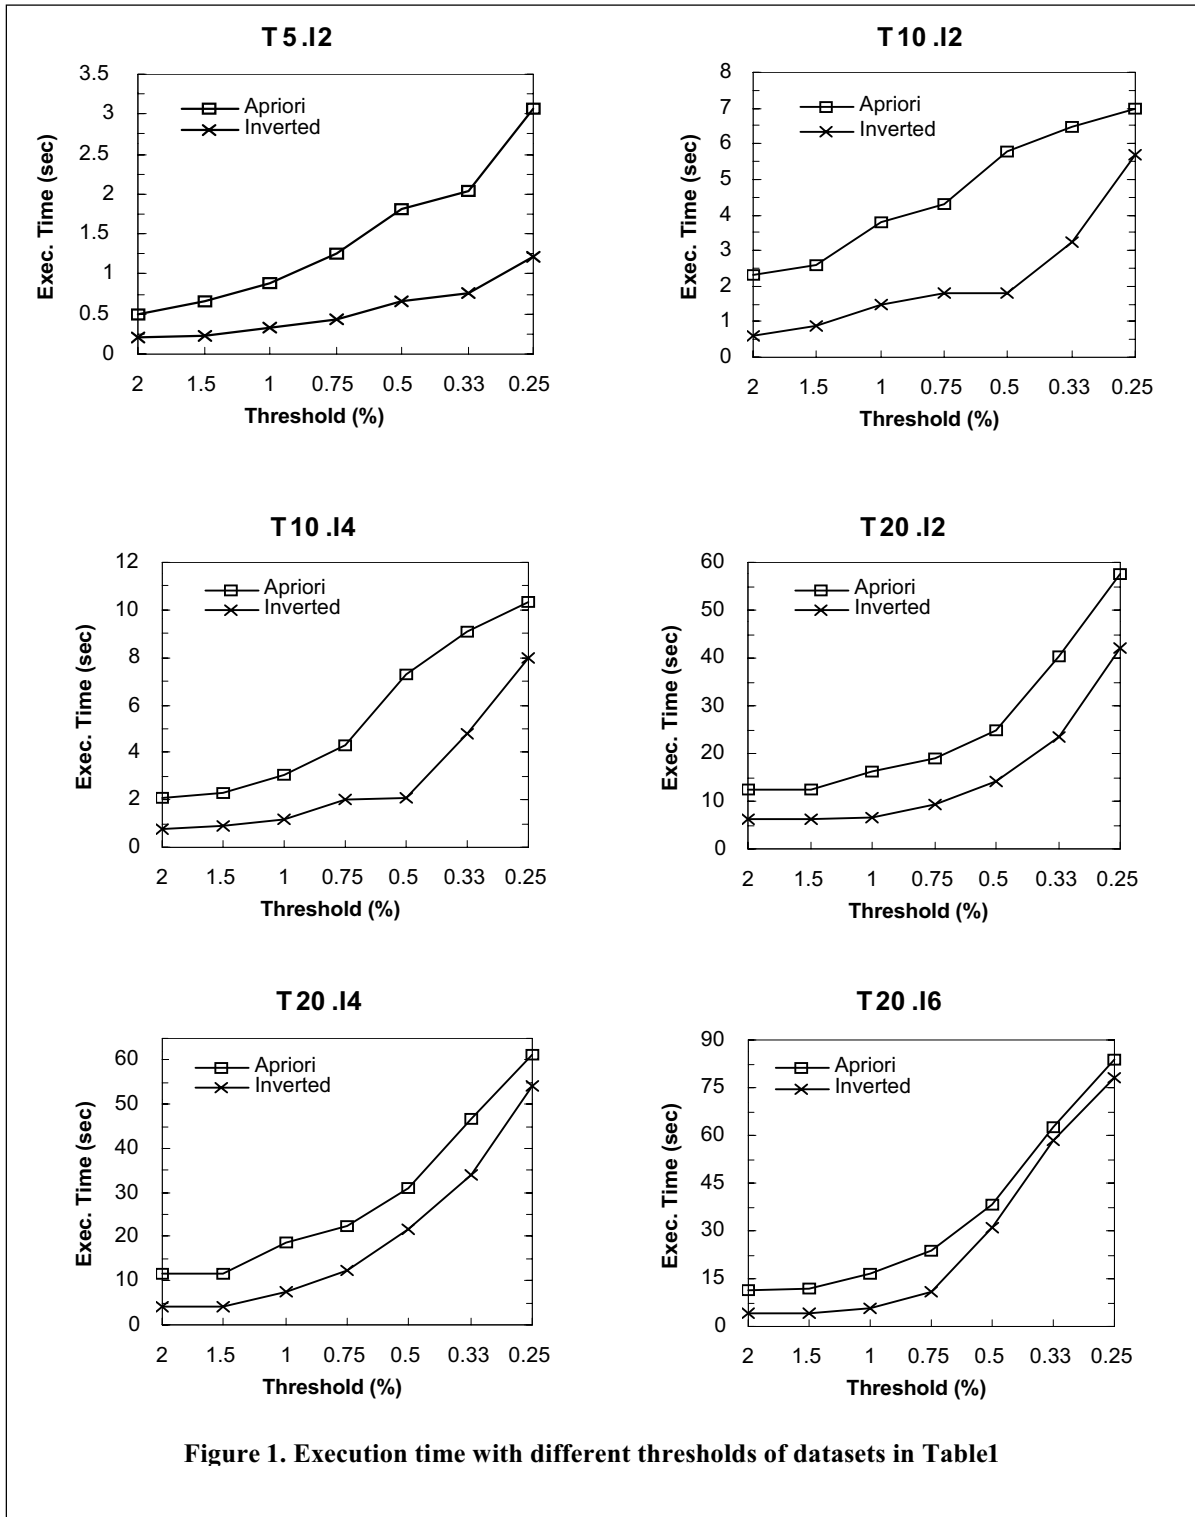 T5.I2
3.5
3
2.5
2
1.5
1
0.5
0
Exec. Time (sec)
Apriori
Inverted
2 1.5 1 0.75 0.5 0.33 0.25
Threshold (%)
T10.I2
8
7
6
5
4
3
2
1
0
Exec. Time (sec)
Apriori
Inverted
2 1.5 1 0.75 0.5 0.33 0.25
Threshold (%)
T10.I4
12
10
8
6
4
2
0
Exec. Time (sec)
Apriori
Inverted
2 1.5 1 0.75 0.5 0.33 0.25
Threshold (%)
T20.I2
60
50
40
30
20
10
0
Exec. Time (sec)
Apriori
Inverted
2 1.5 1 0.75 0.5 0.33 0.25
Threshold (%)
T20.I4
60
50
40
30
20
10
0
Exec. Time (sec)
Apriori
Inverted
2 1.5 1 0.75 0.5 0.33 0.25
Threshold (%)
T20.I6
90
75
60
45
30
15
0
Exec. Time (sec)
Apriori
Inverted
2 1.5 1 0.75 0.5 0.33 0.25
Threshold (%)
Figure 1. Execution time with different thresholds of datasets in Table1